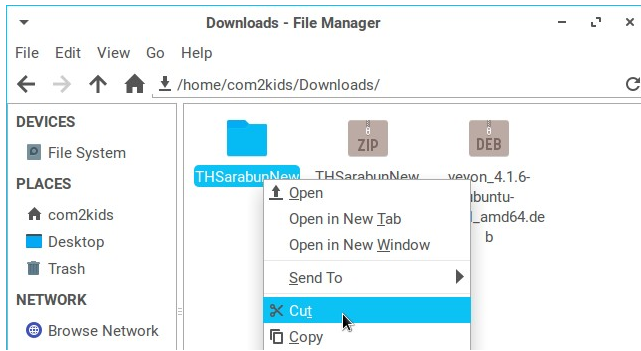 Downloads - File Manager
File Edit View Go Help
/home/com2kids/Downloads/
DEVICES
File System
PLACES
com2kids
Desktop
Trash
NETWORK
Browse Network
ZIP
DEB
THSarabunNew
THSarabunNew
veyon_4.1.6-
ubuntu-
_amd64.de
b
Open
Open in New Tab
Open in New Window
Send To
Cut
Copy